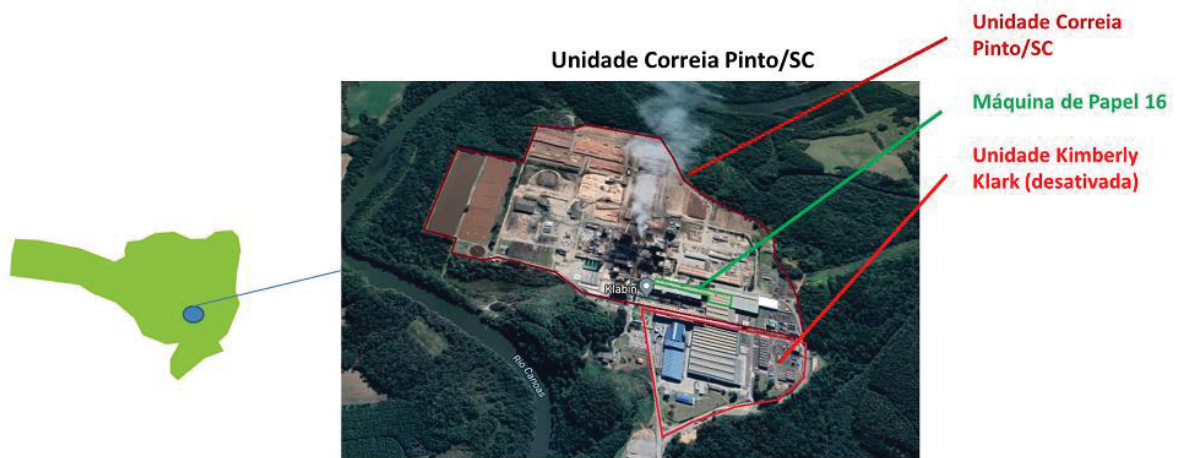 Unidade Correia Pinto/SC
Unidade Correia
Pinto/SC
Máquina de Papel 16
Unidade Kimberly
Klark (desativada)
Klabin
Rio Canoas